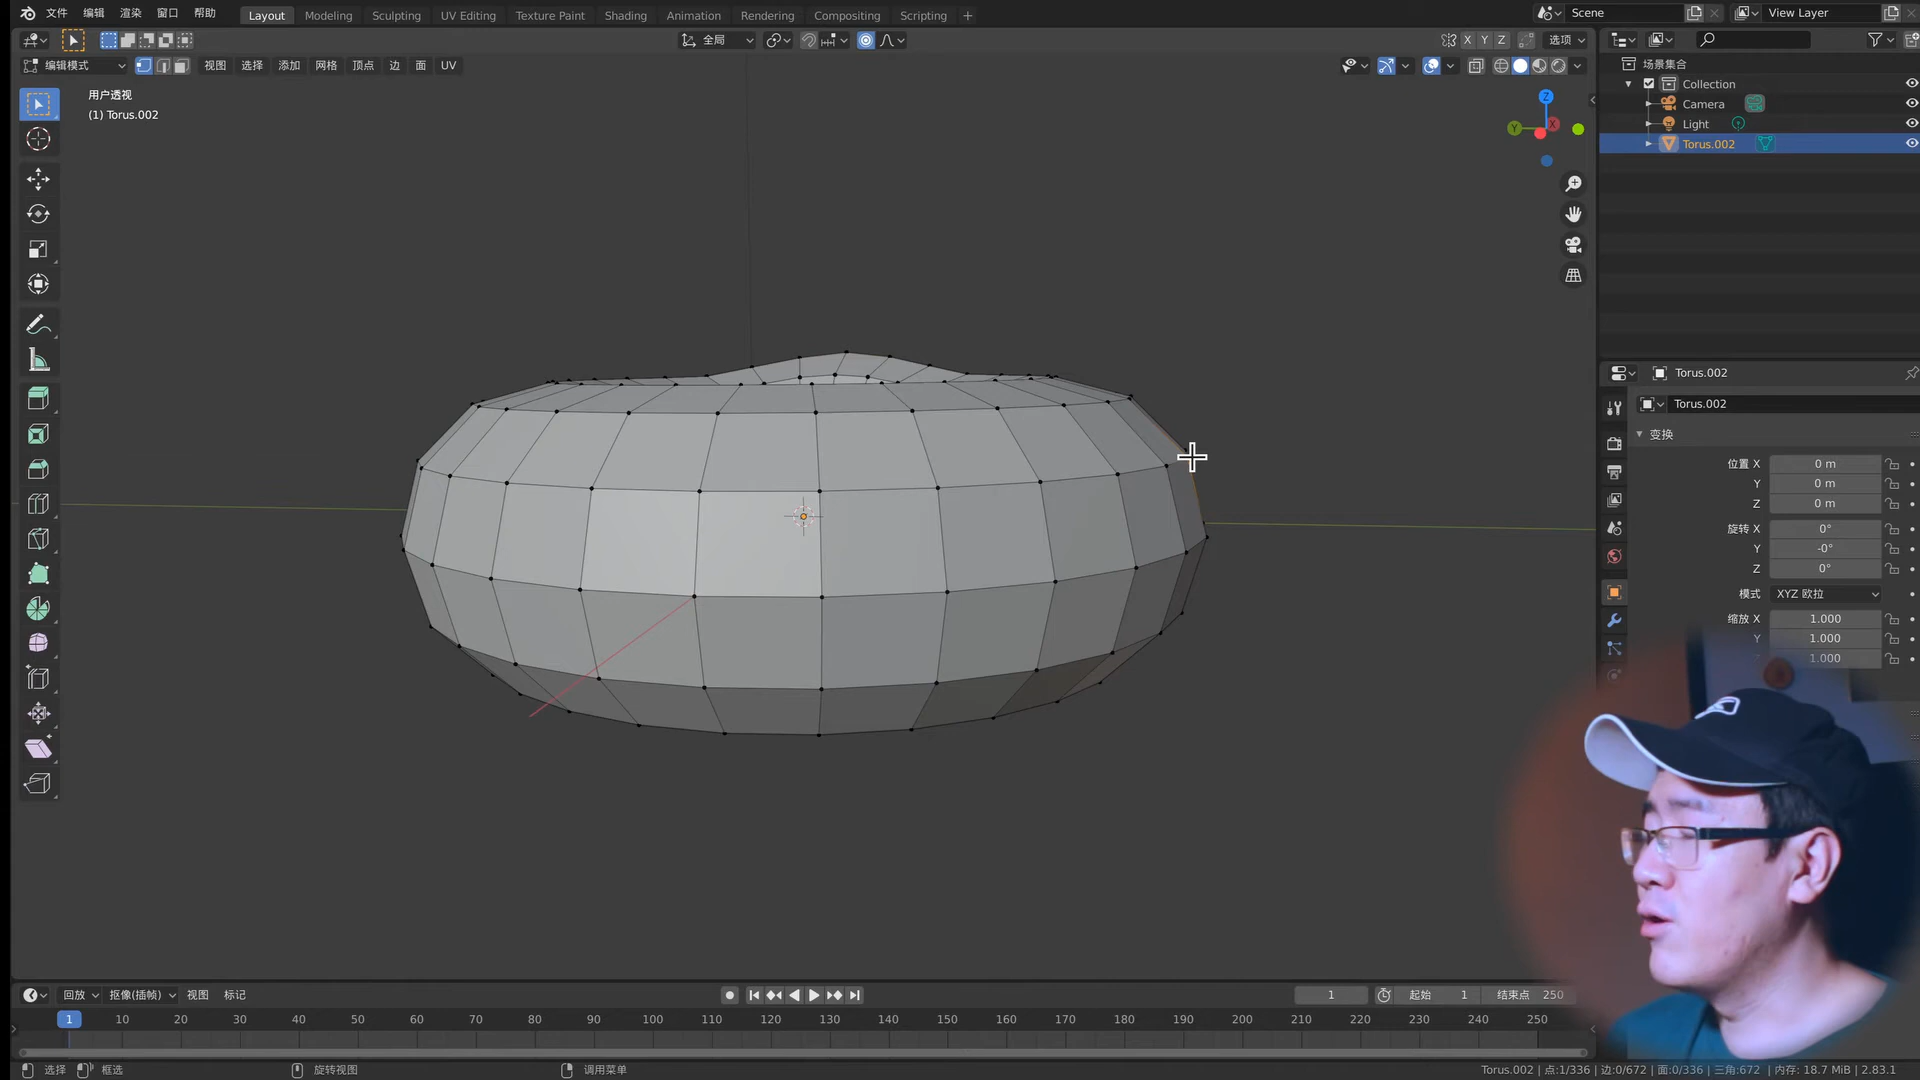 文件 编辑 渲染 窗口 帮助 Layout Modeling Sculpting UV Editing Texture Paint Shading Animation Rendering Compositing Scripting + Scene View Layer
全局 X Y Z 选项
编辑模式 视图 选择 添加 网格 顶点 边 面 UV
场景集合
用户透视
(1) Torus.002
Collection
Camera
Light
Torus.002
Z
Y
X
Torus.002
Torus.002
变换
位置 X 0 m
Y 0 m
Z 0 m
旋转 X 0°
Y -0°
Z 0°
模式 XYZ 欧拉
缩放 X 1.000
Y 1.000
1.000
回放 抠像(插帧) 视图 标记 1 起始 1 结束点 250
1 10 20 30 40 50 60 70 80 90 100 110 120 130 140 150 160 170 180 190 200 210 220 230 240 250
选择 框选 旋转视图 调用菜单 Torus.002 | 点:1/336 | 边:0/672 | 面:0/336 | 三角:672 | 内存: 18.7 MiB | 2.83.1